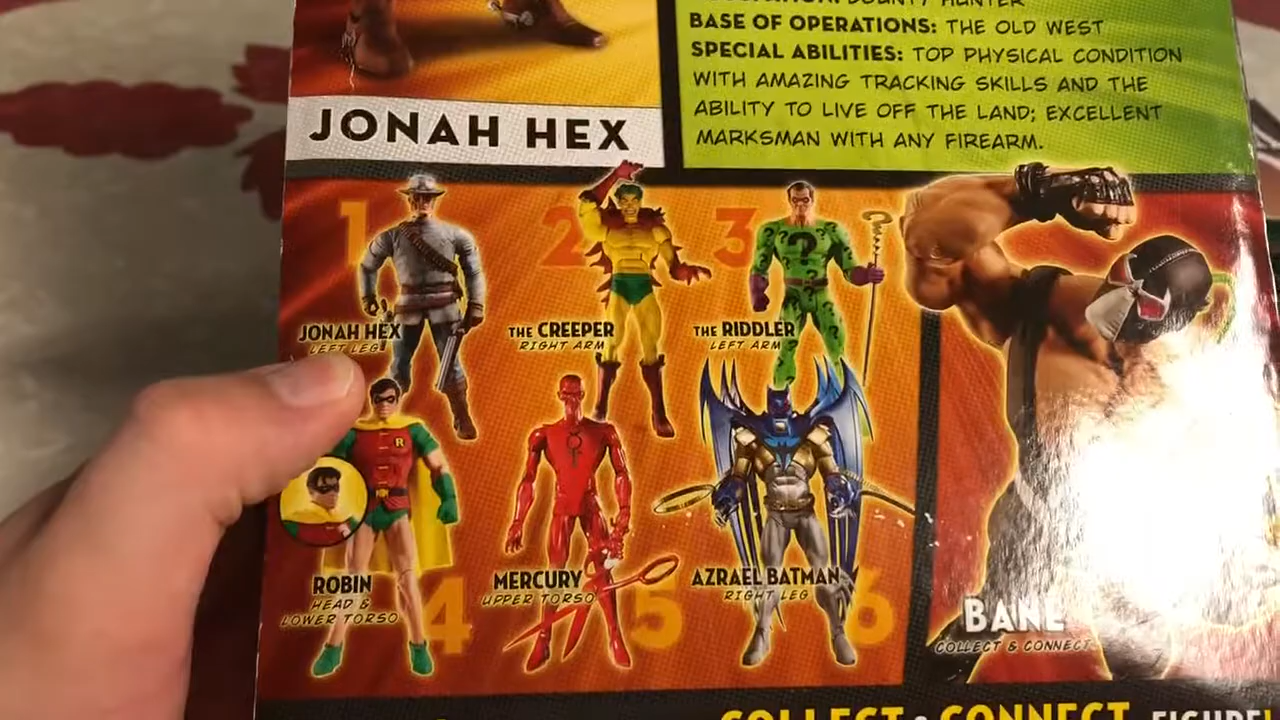 BOUNTY HUNTER
BASE OF OPERATIONS: THE OLD WEST
SPECIAL ABILITIES: TOP PHYSICAL CONDITION
WITH AMAZING TRACKING SKILLS AND THE
ABILITY TO LIVE OFF THE LAND; EXCELLENT
MARKSMAN WITH ANY FIREARM.
JONAH HEX
1
2
3
JONAH HEX
LEFT LEG
THE CREEPER
RIGHT ARM
THE RIDDLER
LEFT ARM
R
ROBIN
HEAD &
LOWER TORSO
4
MERCURY
UPPER TORSO
5
AZRAEL BATMAN
RIGHT LEG
6
BANE
COLLECT & CONNECT
COLLECT • CONNECT FIGURE!